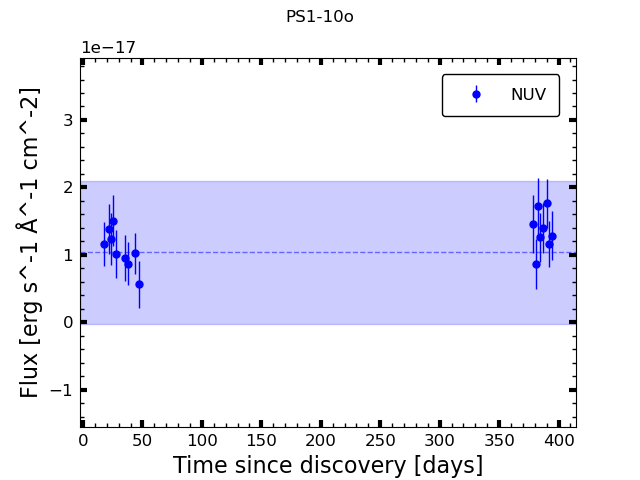 PS1-10o
1e−17
NUV
3
2
1
0
−1
Flux [erg s^-1 Å^-1 cm^-2]
0 50 100 150 200 250 300 350 400
Time since discovery [days]